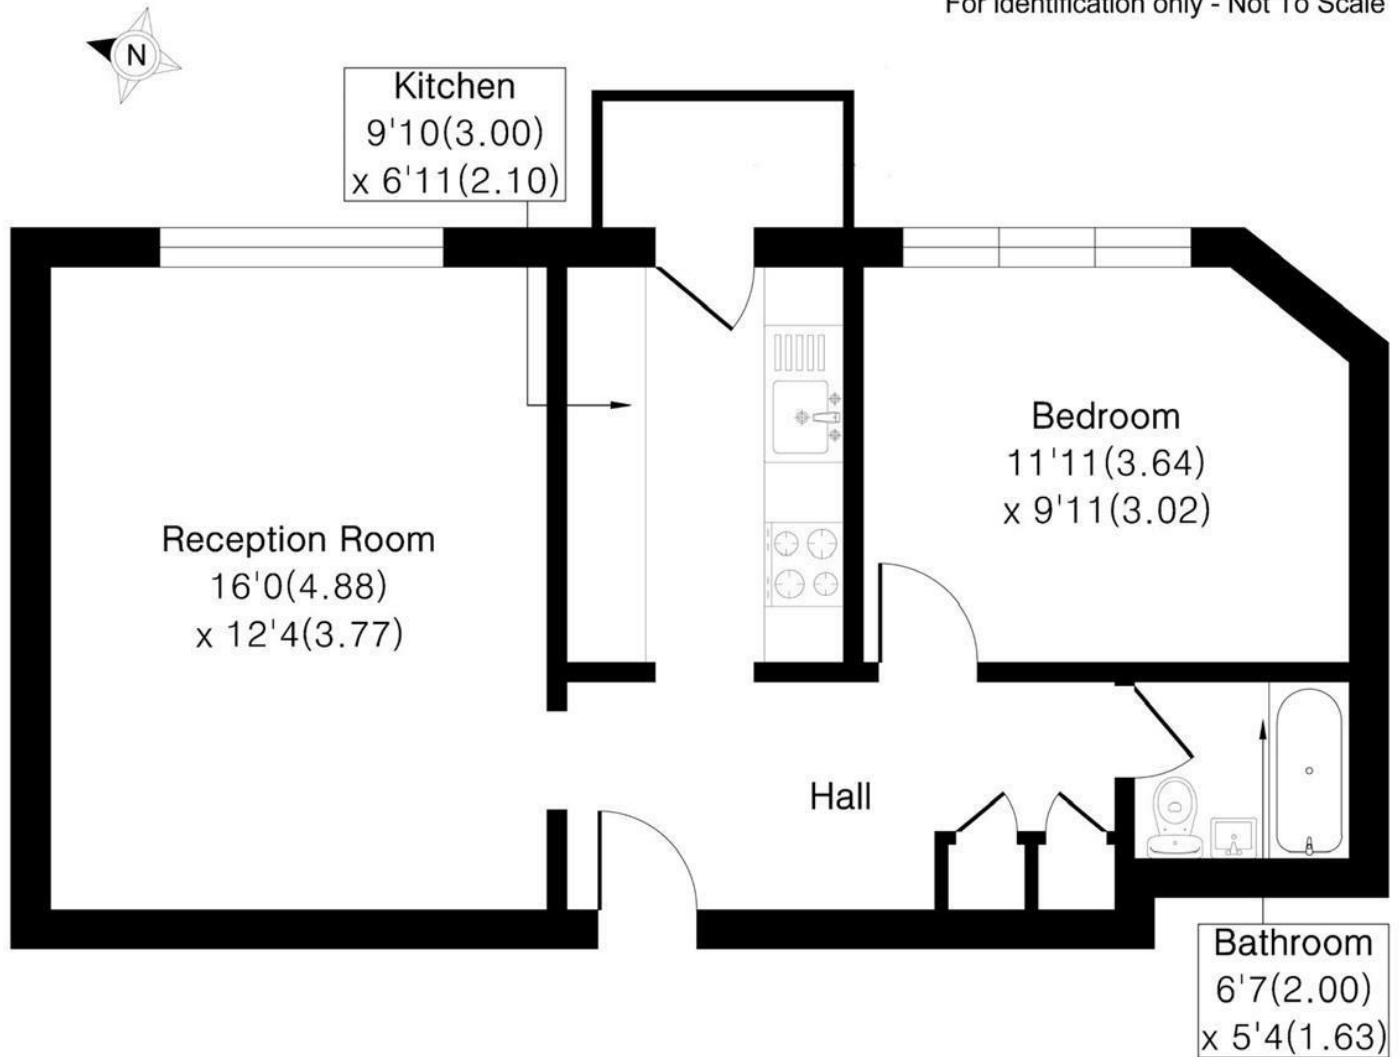 For Identification only - Not To Scale
N
Kitchen
9'10(3.00)
x 6'11(2.10)
Bedroom
11'11(3.64)
x 9'11(3.02)
Reception Room
16'0(4.88)
x 12'4(3.77)
Hall
Bathroom
6'7(2.00)
x 5'4(1.63)